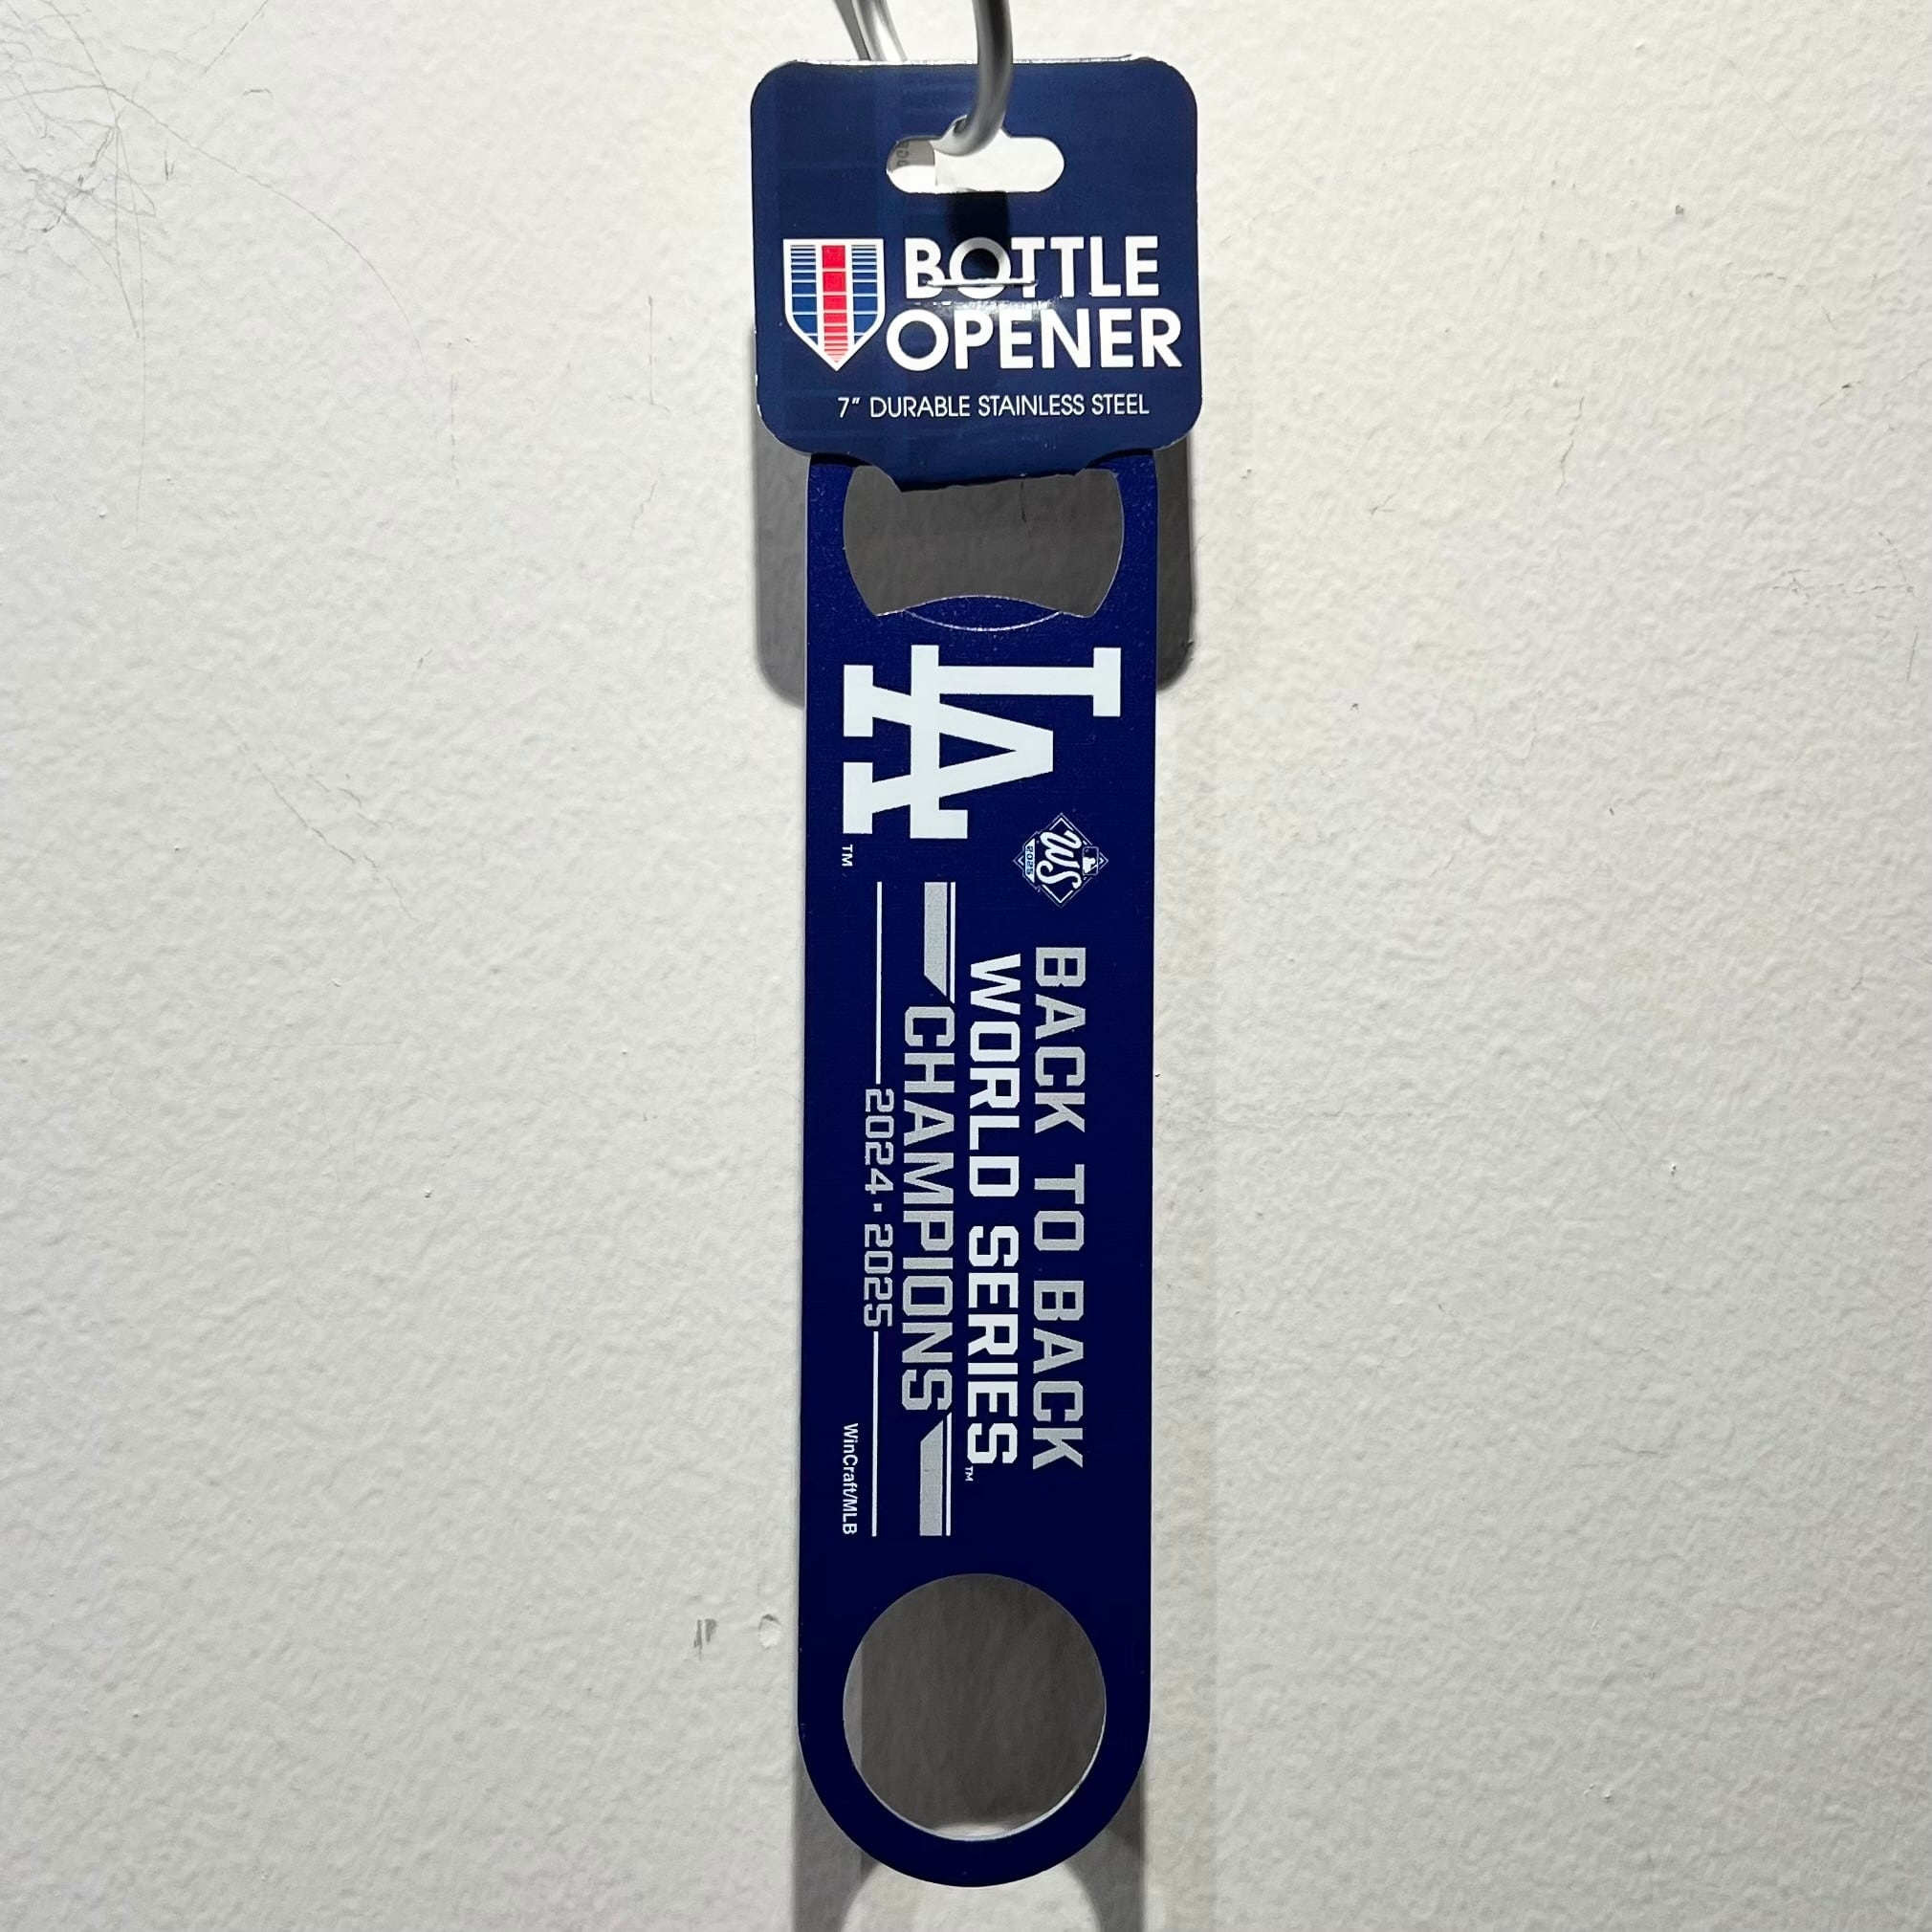 BOTTLE
OPENER
7" DURABLE STAINLESS STEEL
LA
TM
WS
2025
BACK TO BACK
WORLD SERIES™
CHAMPIONS
2024 · 2025
WinCraft/MLB